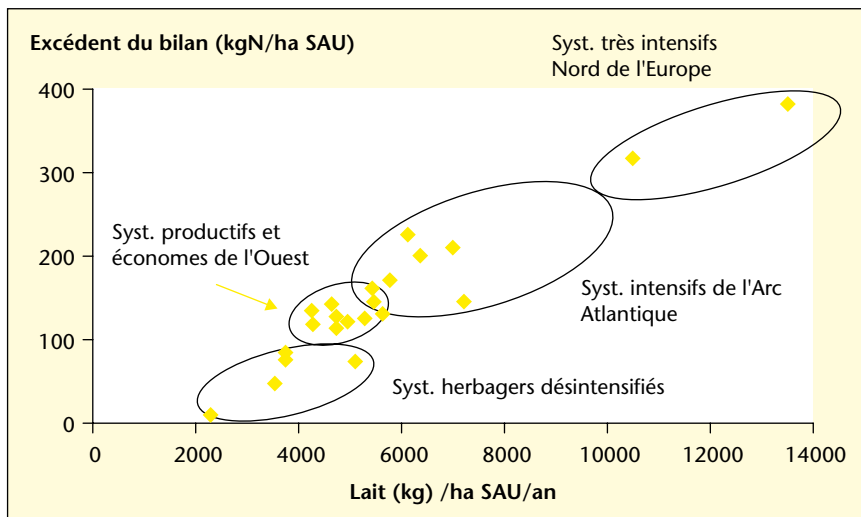 Excédent du bilan (kgN/ha SAU)
Syst. très intensifs
Nord de l'Europe
400
300
200
100
0
Syst. productifs et
économes de l'Ouest
Syst. intensifs de l'Arc
Atlantique
Syst. herbagers désintensifiés
0 2000 4000 6000 8000 10000 12000 14000
Lait (kg) /ha SAU/an